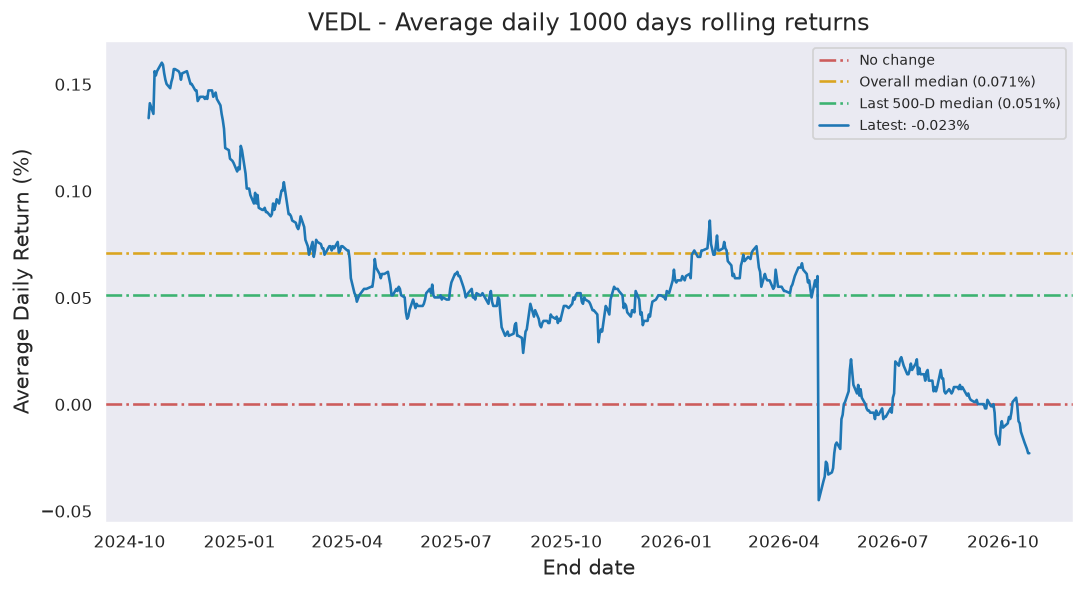 VEDL - Average daily 1000 days rolling returns
Average Daily Return (%)
0.15
0.10
0.05
0.00
−0.05
No change
Overall median (0.071%)
Last 500-D median (0.051%)
Latest: -0.023%
2024-10 2025-01 2025-04 2025-07 2025-10 2026-01 2026-04 2026-07 2026-10
End date